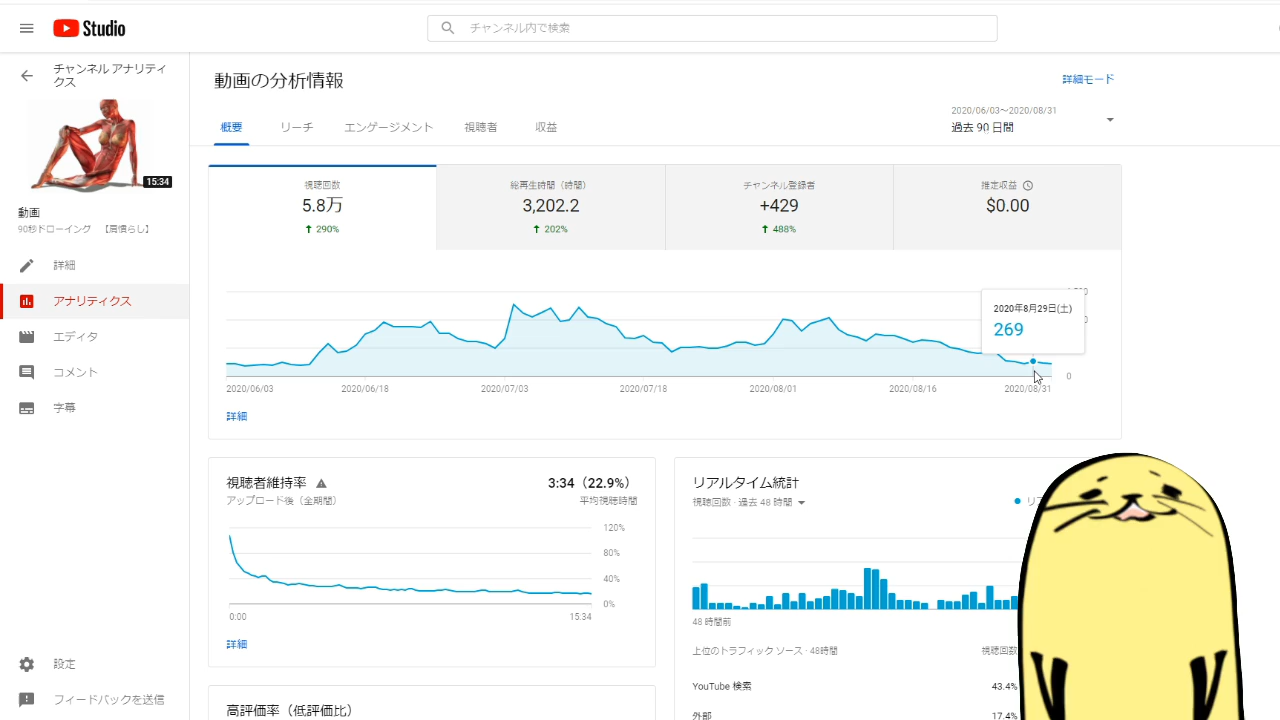 Studio
チャンネル内で検索
チャンネル アナリティ
クス
15:34
動画
90秒ドローイング 【肩慣らし】
詳細
アナリティクス
エディタ
コメント
字幕
設定
フィードバックを送信
動画の分析情報
詳細モード
概要
リーチ
エンゲージメント
視聴者
収益
2020/06/03～2020/08/31
過去 90 日間
視聴回数
5.8万
290%
総再生時間（時間）
3,202.2
202%
チャンネル登録者
+429
488%
推定収益
$0.00
2020年8月29日(土)
269
0
2020/06/03
2020/06/18
2020/07/03
2020/07/18
2020/08/01
2020/08/16
2020/08/31
詳細
視聴者維持率
3:34（22.9%）
アップロード後（全期間）
平均視聴時間
120%
80%
40%
0%
0:00
15:34
詳細
高評価率（低評価比）
リアルタイム統計
視聴回数 · 過去 48 時間
48 時間前
上位のトラフィック ソース · 48時間
視聴回数
YouTube 検索
43.4%
外部
17.4%